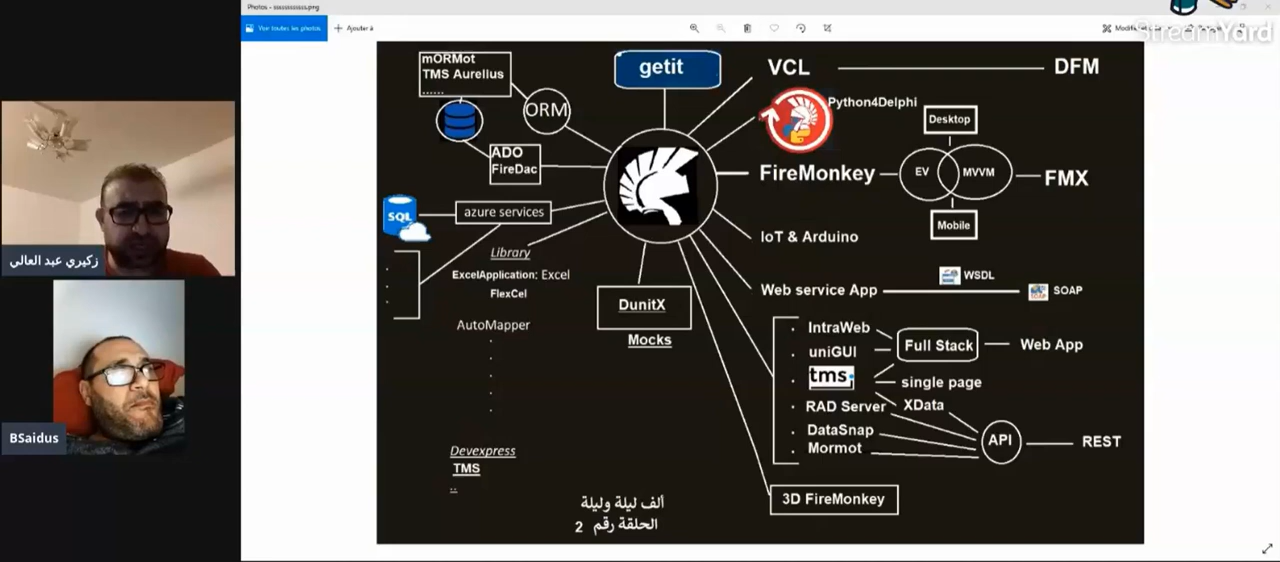 Photos - sssssssssss.png
Voir toutes les photos
Ajouter à
StreamYard
زكيري عبد العالي
BSaidus
mORMot
TMS Aurelius
......
ORM
ADO
FireDac
SQL
azure services
Library
ExcelApplication: Excel
FlexCel
AutoMapper
Devexpress
TMS
..
getit
DunitX
Mocks
ألف ليلة وليلة
الحلقة رقم 2
VCL
DFM
Python4Delphi
Desktop
FireMonkey
EV
MVVM
FMX
Mobile
IoT & Arduino
Web service App
WSDL
SOAP
SOAP
IntraWeb
uniGUI
tms
RAD Server
DataSnap
Mormot
Full Stack
Web App
single page
XData
API
REST
3D FireMonkey